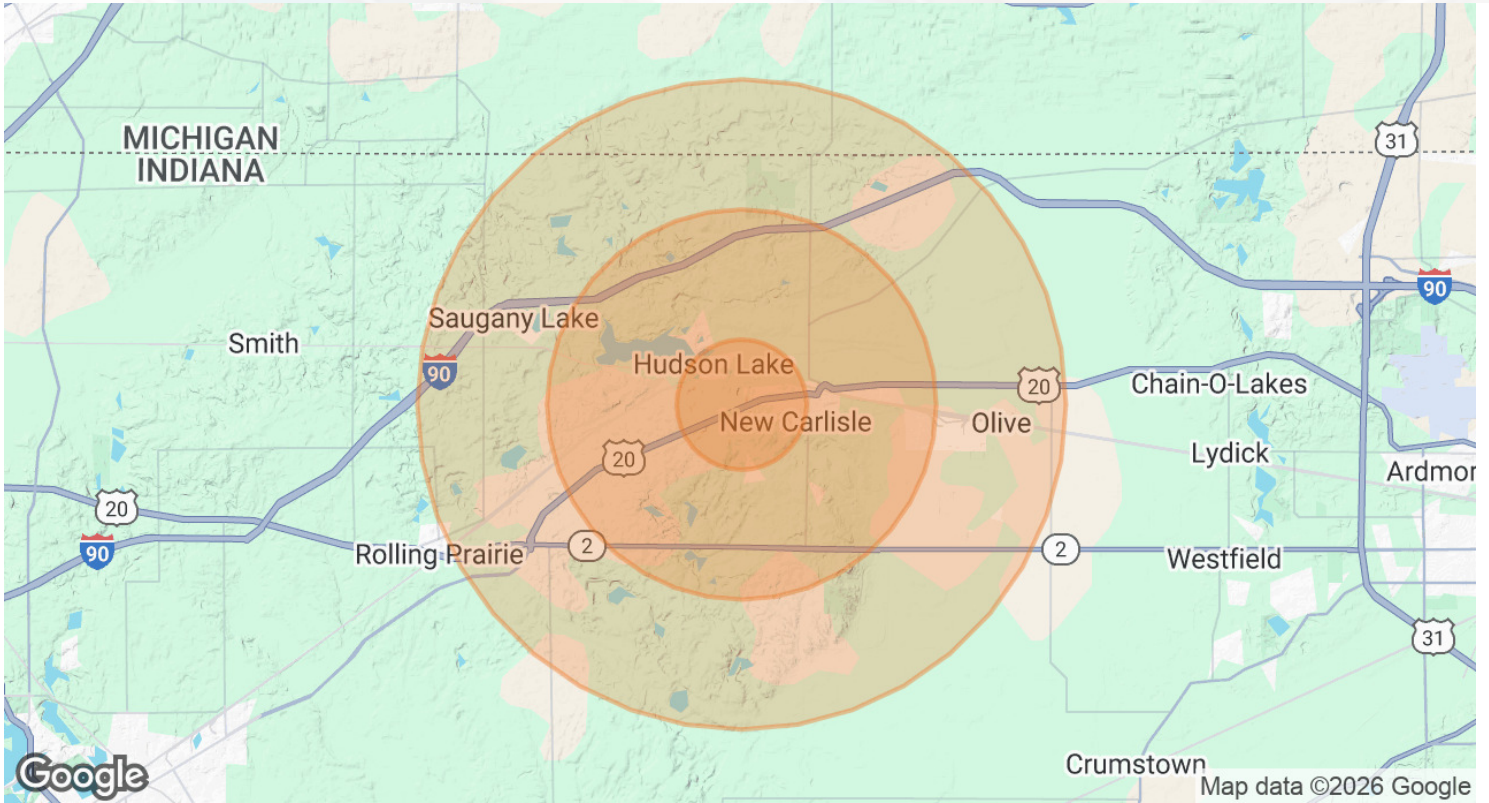 MICHIGAN
INDIANA
31
90
Saugany Lake
Smith
Hudson Lake
90
20
Chain-O-Lakes
New Carlisle
Olive
20
Lydick
Ardmor
20
90
Rolling Prairie
2
2
Westfield
31
Crumstown
Google
Map data ©2026 Google